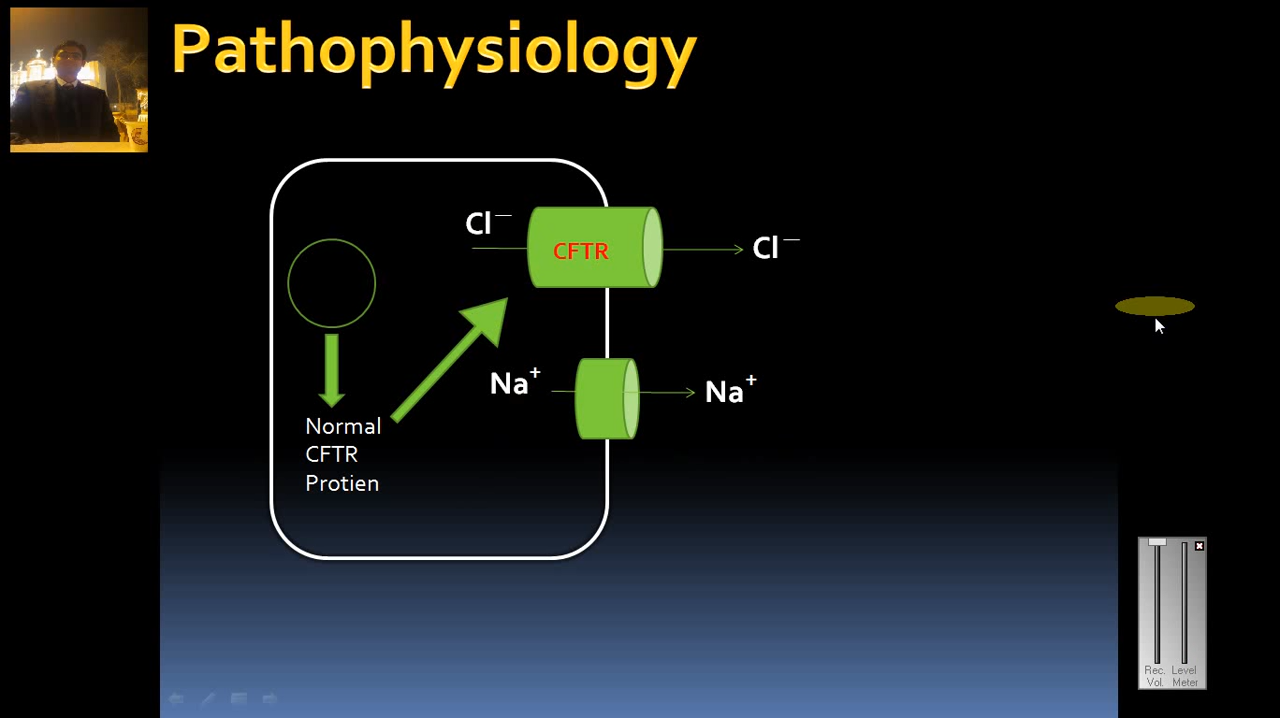 Pathophysiology
Cl⁻
CFTR
Cl⁻
Na⁺
Na⁺
Normal
CFTR
Protien
Rec. Level
Vol. Meter